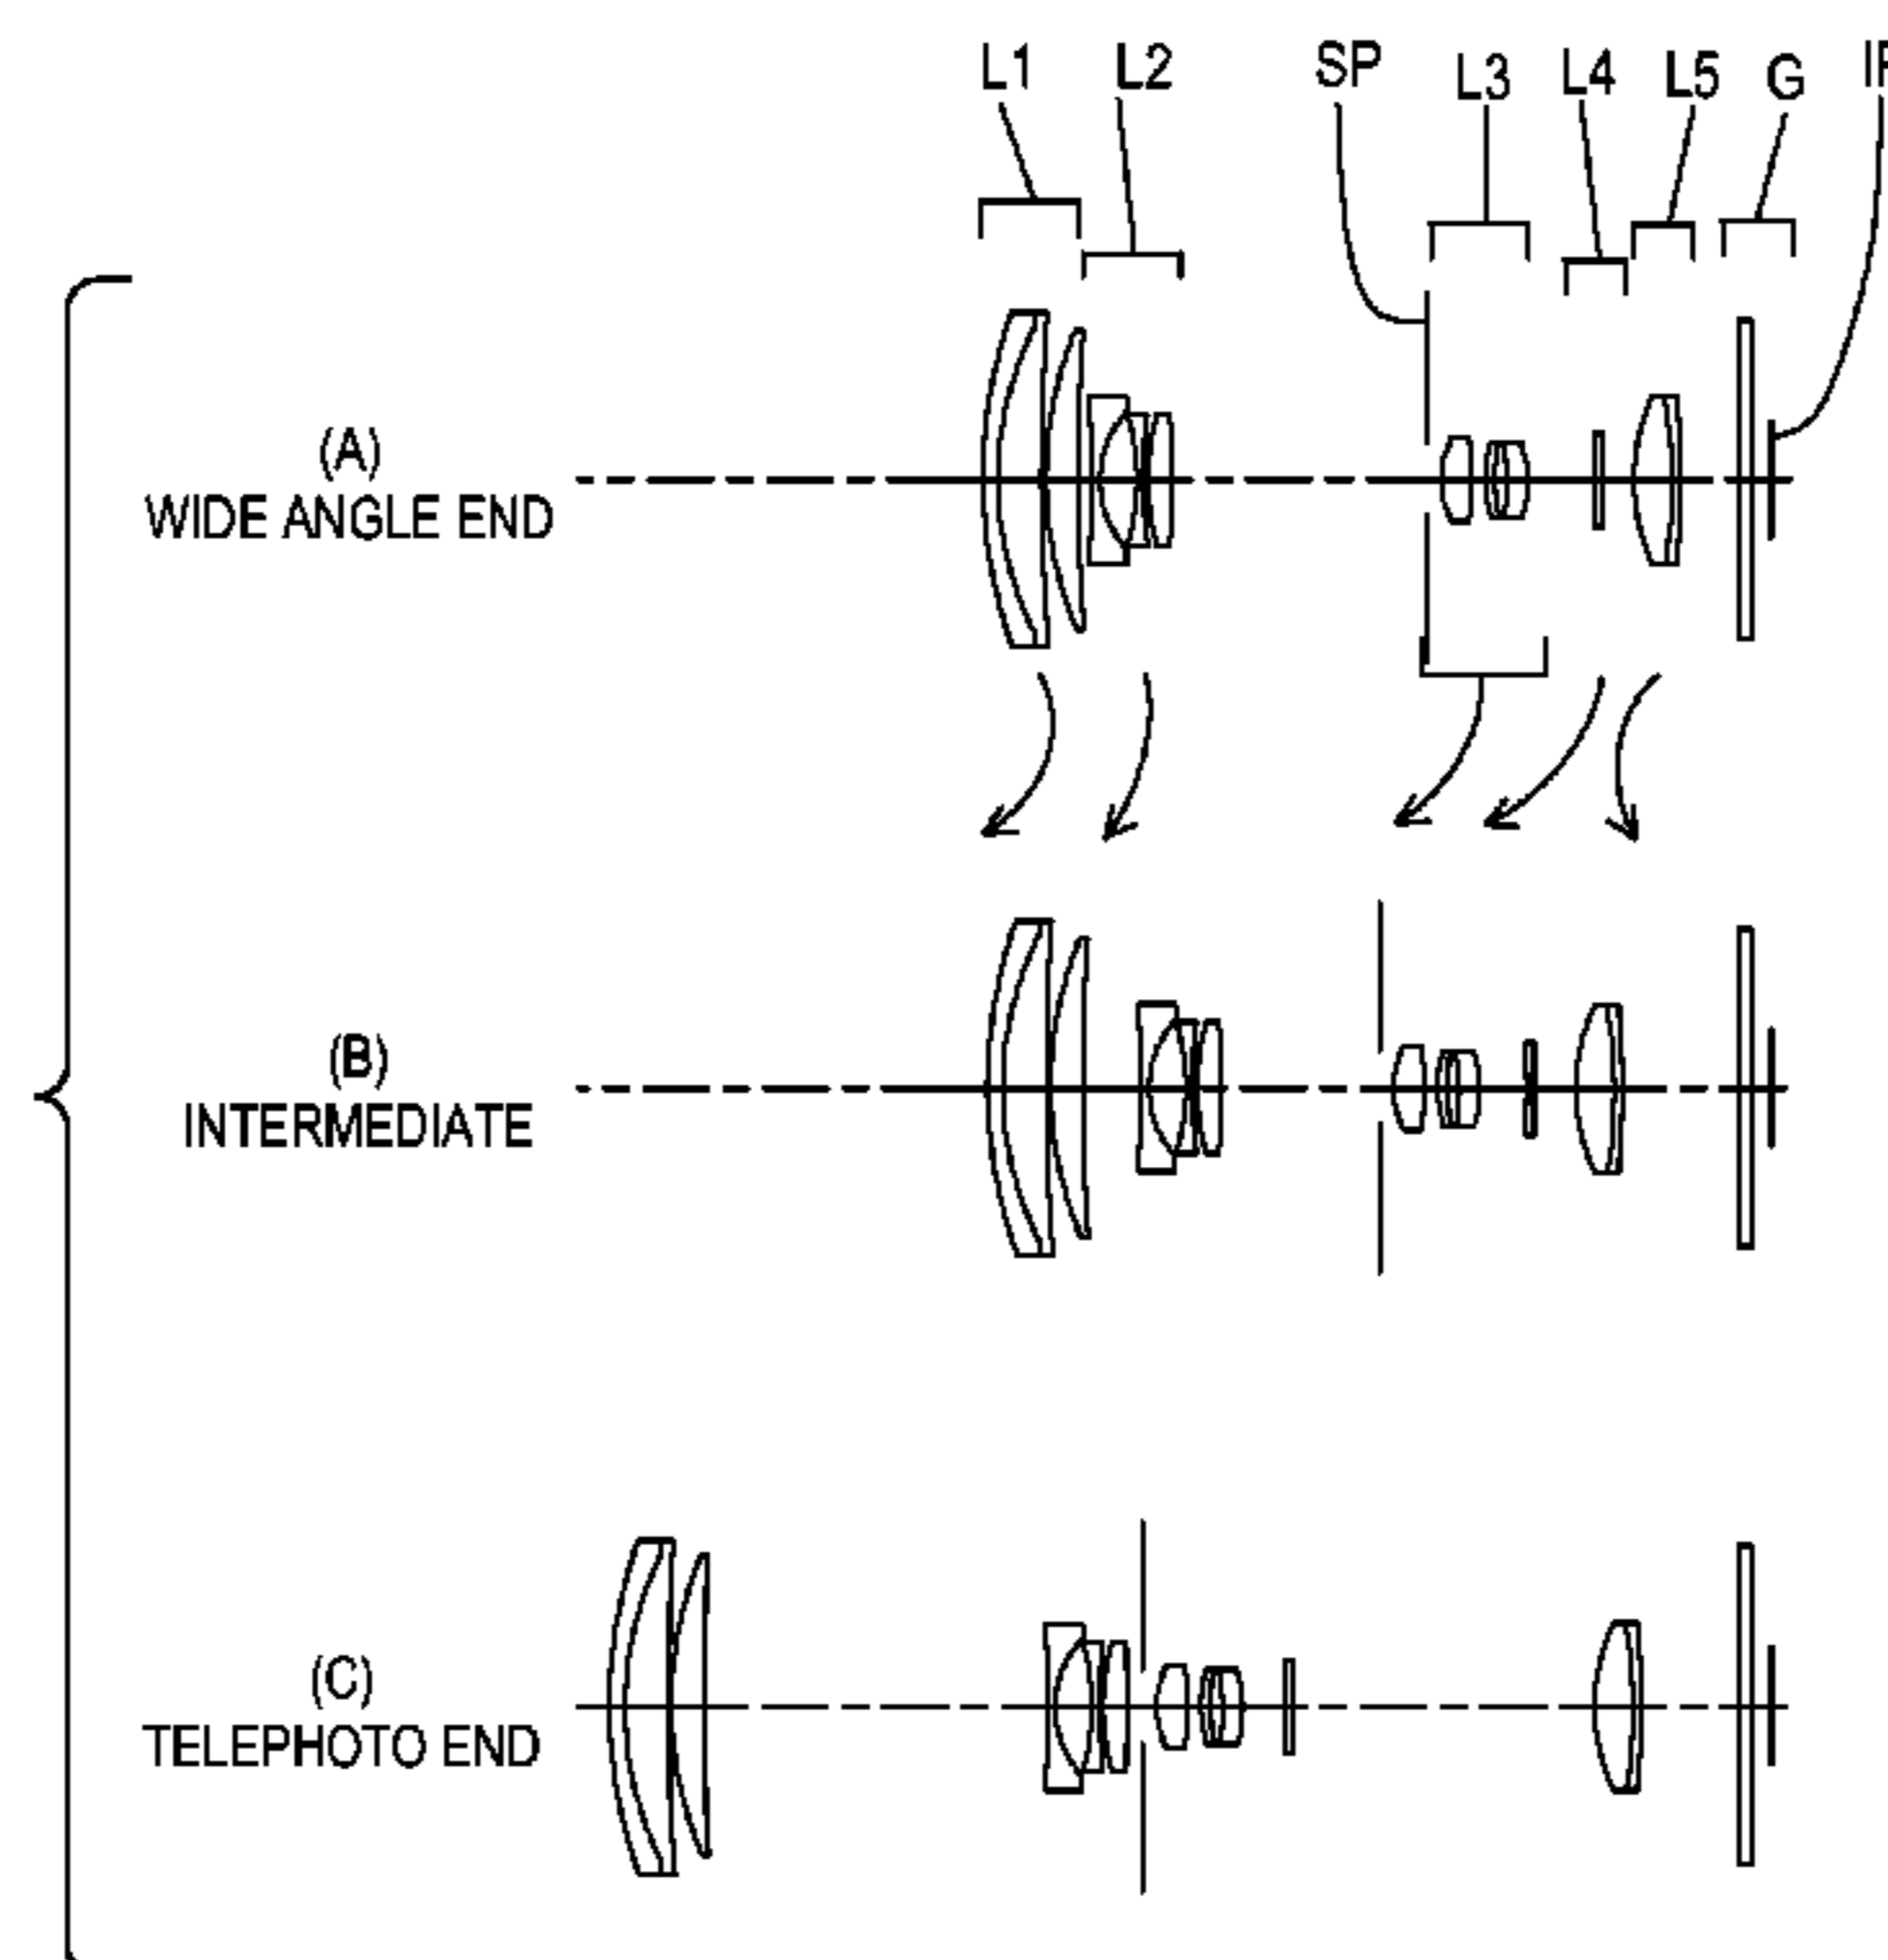 L1 L2 SP L3 L4 L5 G
(A)
WIDE ANGLE END
(B)
INTERMEDIATE
(C)
TELEPHOTO END